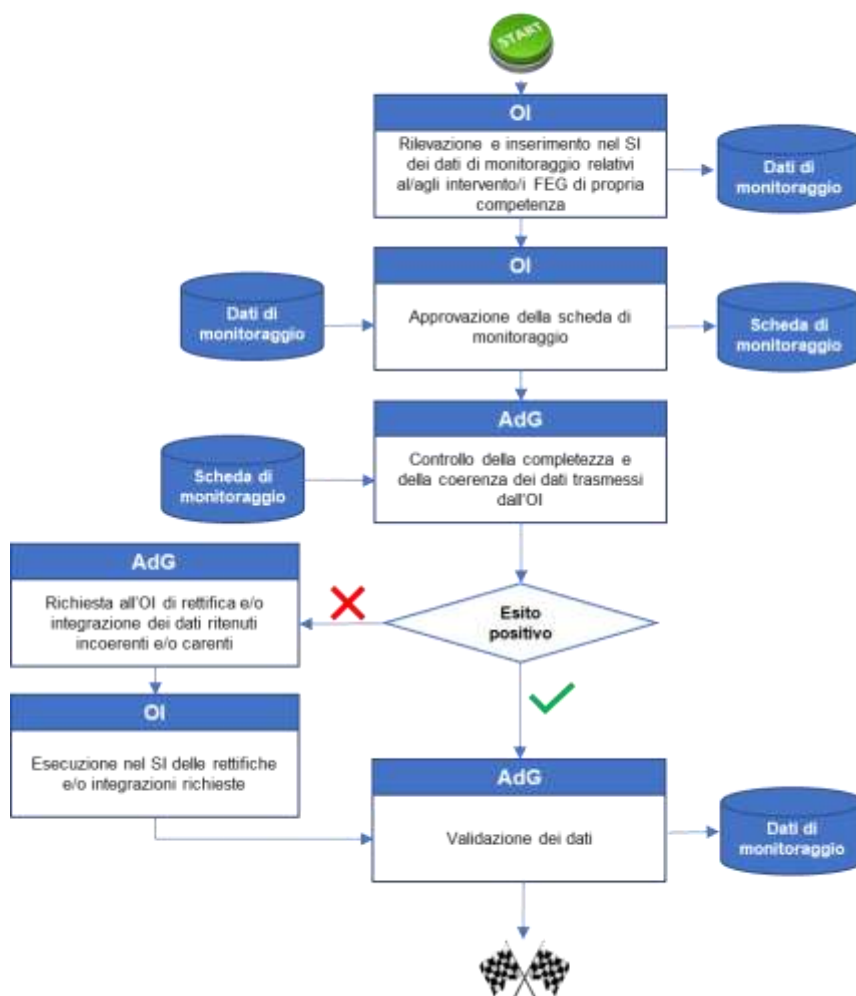 START
OI
Rilevazione e inserimento nel SI
dei dati di monitoraggio relativi
al/agli intervento/i FEG di propria
competenza
Dati di
monitoraggio
OI
Dati di
monitoraggio
Approvazione della scheda di
monitoraggio
Scheda di
monitoraggio
AdG
Scheda di
monitoraggio
Controllo della completezza e
della coerenza dei dati trasmessi
dall'OI
AdG
Richiesta all'OI di rettifica e/o
integrazione dei dati ritenuti
incoerenti e/o carenti
Esito
positivo
OI
Esecuzione nel SI delle rettifiche
e/o integrazioni richieste
AdG
Validazione dei dati
Dati di
monitoraggio